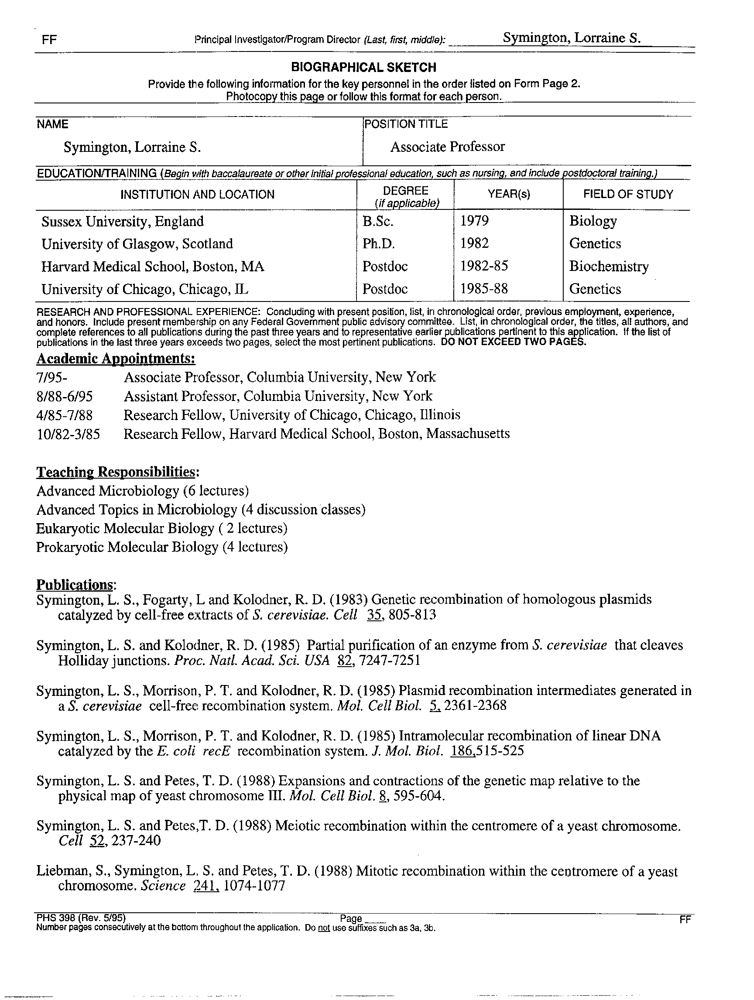 FF Principal Investigator/Program Director (Last, first, middle): Symington, Lorraine S.
BIOGRAPHICAL SKETCH
Provide the following information for the key personnel in the order listed on Form Page 2.
Photocopy this page or follow this format for each person.
NAME POSITION TITLE
Symington, Lorraine S. Associate Professor
EDUCATION/TRAINING (Begin with baccalaureate or other initial professional education, such as nursing, and include postdoctoral training.)
INSTITUTION AND LOCATION DEGREE (if applicable) YEAR(s) FIELD OF STUDY
Sussex University, England B.Sc. 1979 Biology
University of Glasgow, Scotland Ph.D. 1982 Genetics
Harvard Medical School, Boston, MA Postdoc 1982-85 Biochemistry
University of Chicago, Chicago, IL Postdoc 1985-88 Genetics
RESEARCH AND PROFESSIONAL EXPERIENCE: Concluding with present position, list, in chronological order, previous employment, experience,
and honors. Include present membership on any Federal Government public advisory committee. List, in chronological order, the titles, all authors, and
complete references to all publications during the past three years and to representative earlier publications pertinent to this application. If the list of
publications in the last three years exceeds two pages, select the most pertinent publications. DO NOT EXCEED TWO PAGES.
Academic Appointments:
7/95- Associate Professor, Columbia University, New York
8/88-6/95 Assistant Professor, Columbia University, New York
4/85-7/88 Research Fellow, University of Chicago, Chicago, Illinois
10/82-3/85 Research Fellow, Harvard Medical School, Boston, Massachusetts
Teaching Responsibilities:
Advanced Microbiology (6 lectures)
Advanced Topics in Microbiology (4 discussion classes)
Eukaryotic Molecular Biology ( 2 lectures)
Prokaryotic Molecular Biology (4 lectures)
Publications:
Symington, L. S., Fogarty, L and Kolodner, R. D. (1983) Genetic recombination of homologous plasmids
catalyzed by cell-free extracts of S. cerevisiae. Cell 35, 805-813
Symington, L. S. and Kolodner, R. D. (1985) Partial purification of an enzyme from S. cerevisiae that cleaves
Holliday junctions. Proc. Natl. Acad. Sci. USA 82, 7247-7251
Symington, L. S., Morrison, P. T. and Kolodner, R. D. (1985) Plasmid recombination intermediates generated in
a S. cerevisiae cell-free recombination system. Mol. Cell Biol. 5, 2361-2368
Symington, L. S., Morrison, P. T. and Kolodner, R. D. (1985) Intramolecular recombination of linear DNA
catalyzed by the E. coli recE recombination system. J. Mol. Biol. 186,515-525
Symington, L. S. and Petes, T. D. (1988) Expansions and contractions of the genetic map relative to the
physical map of yeast chromosome III. Mol. Cell Biol. 8, 595-604.
Symington, L. S. and Petes,T. D. (1988) Meiotic recombination within the centromere of a yeast chromosome.
Cell 52, 237-240
Liebman, S., Symington, L. S. and Petes, T. D. (1988) Mitotic recombination within the centromere of a yeast
chromosome. Science 241, 1074-1077
PHS 398 (Rev. 5/95) Page ____ FF
Number pages consecutively at the bottom throughout the application. Do not use suffixes such as 3a, 3b.